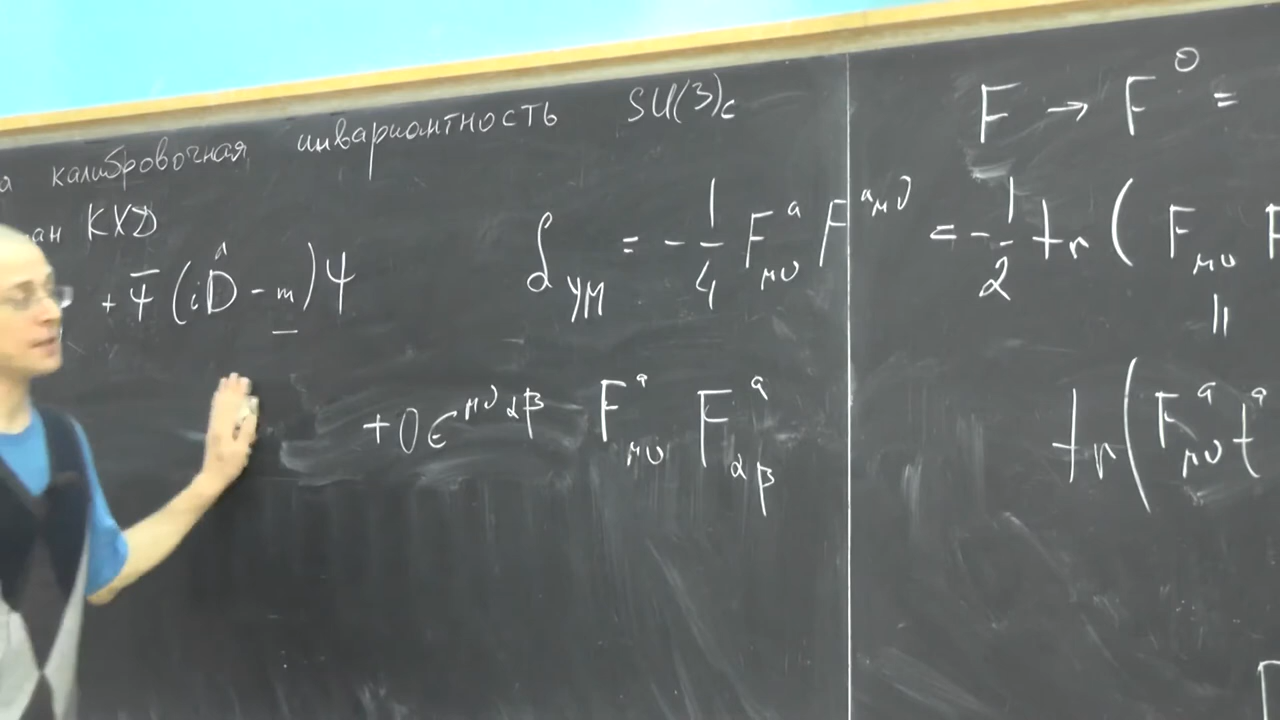 а калибровочная инвариантность SU(3)c
ан КХД
+ Ψ̄ (iD̂ - m) Ψ
ℒ_УМ = - 1/4 F^a_μν F^aμν = - 1/2 tr ( F_μν F
+ θ ε^μναβ F^a_μν F^a_αβ
F → F^θ =
||
tr ( F^a_μν t^a